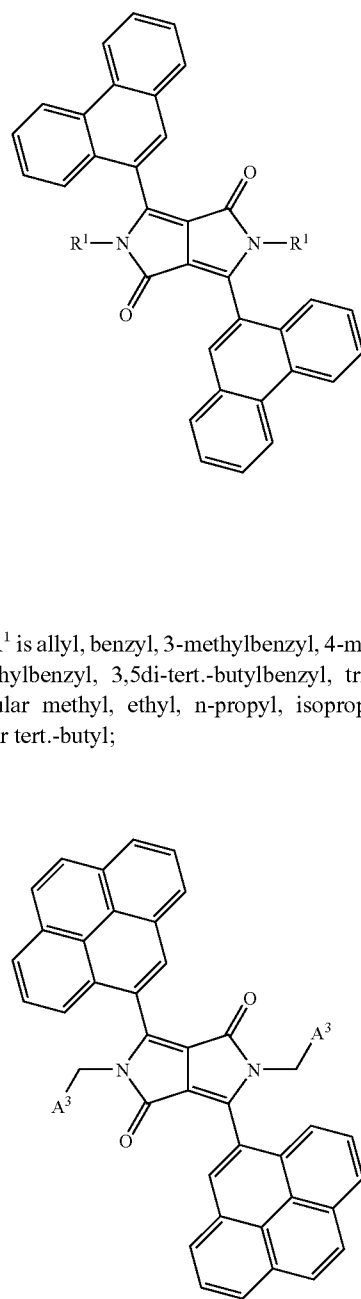 O
R¹ N N R¹
O
R¹ is allyl, benzyl, 3-methylbenzyl, 4-m
hylbenzyl, 3,5di-tert.-butylbenzyl, tr
ular methyl, ethyl, n-propyl, isoprop
r tert.-butyl;
O
A³
N N
A³
O